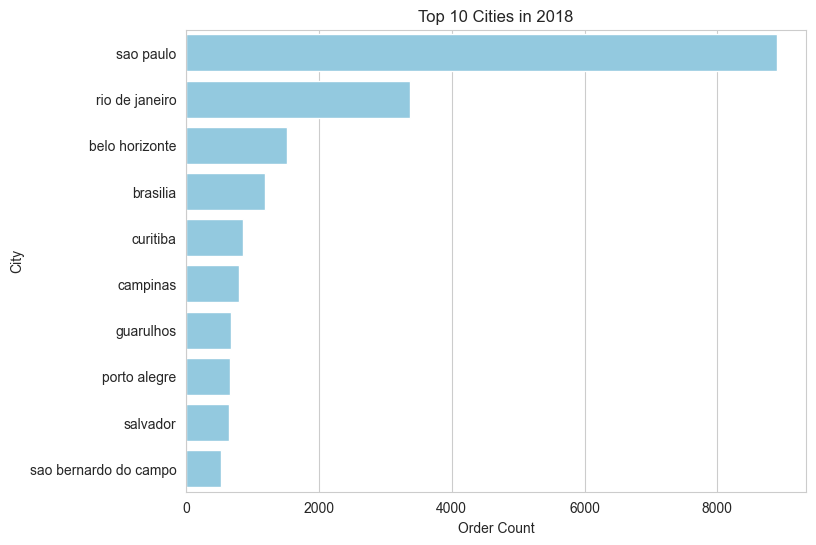 Top 10 Cities in 2018
City
sao paulo
rio de janeiro
belo horizonte
brasilia
curitiba
campinas
guarulhos
porto alegre
salvador
sao bernardo do campo
0 2000 4000 6000 8000
Order Count